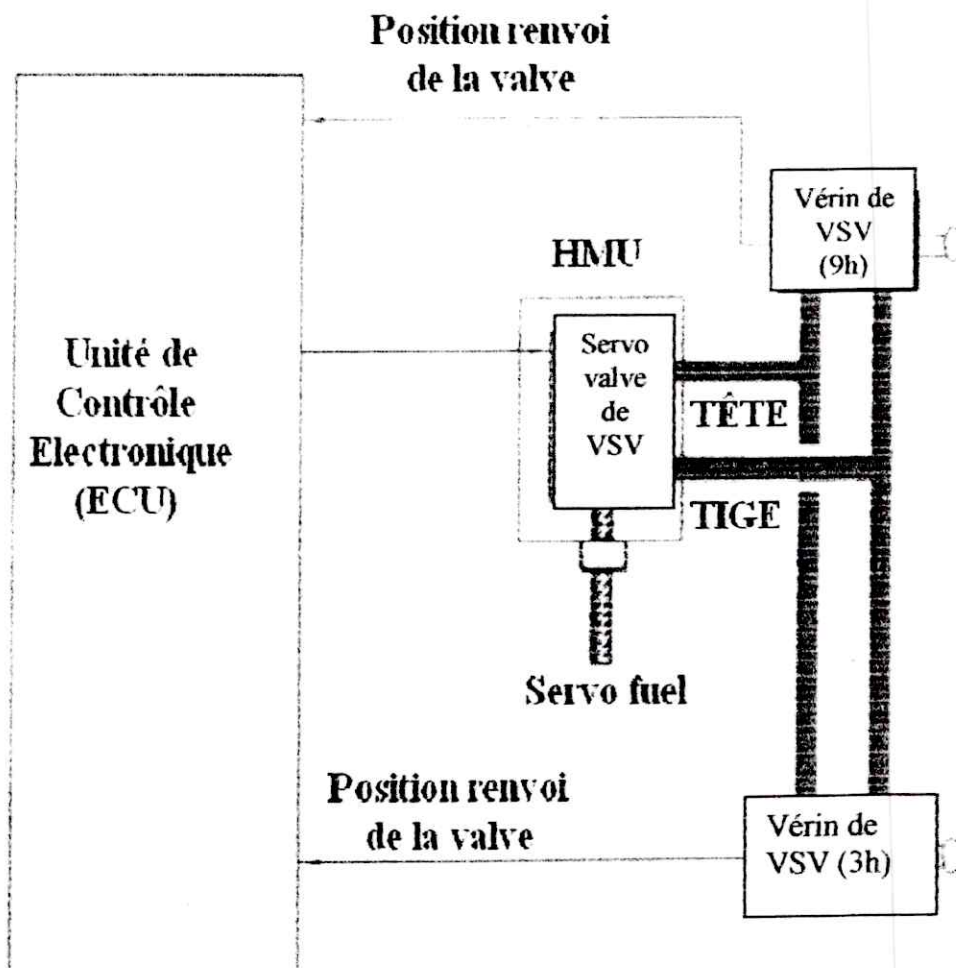 Position renvoi
de la valve
Vérin de
VSV
(9h)
HMU
Servo
valve
de
VSV
Unité de
Contrôle
Electronique
(ECU)
TÊTE
TIGE
Servo fuel
Position renvoi
de la valve
Vérin de
VSV (3h)